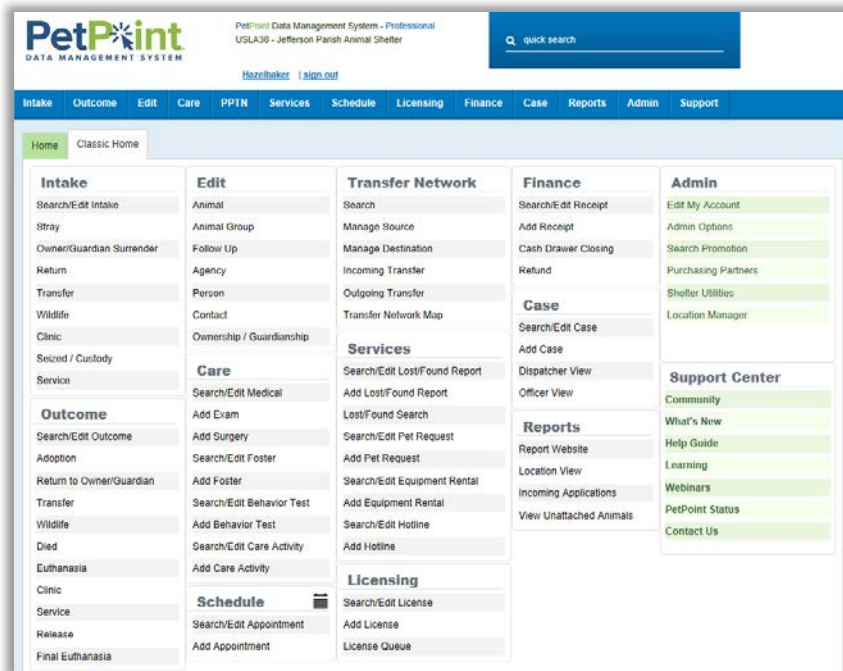 PetPoint
DATA MANAGEMENT SYSTEM
PetPoint Data Management System - Professional
USLA38 - Jefferson Parish Animal Shelter
Hazelbaker | sign out
quick search
Intake Outcome Edit Care PPTN Services Schedule Licensing Finance Case Reports Admin Support
Home Classic Home
Intake
Search/Edit Intake
Stray
Owner/Guardian Surrender
Return
Transfer
Wildlife
Clinic
Seized / Custody
Service
Outcome
Search/Edit Outcome
Adoption
Return to Owner/Guardian
Transfer
Wildlife
Died
Euthanasia
Clinic
Service
Release
Final Euthanasia
Edit
Animal
Animal Group
Follow Up
Agency
Person
Contact
Ownership / Guardianship
Care
Search/Edit Medical
Add Exam
Add Surgery
Search/Edit Foster
Add Foster
Search/Edit Behavior Test
Add Behavior Test
Search/Edit Care Activity
Add Care Activity
Schedule
Search/Edit Appointment
Add Appointment
Transfer Network
Search
Manage Source
Manage Destination
Incoming Transfer
Outgoing Transfer
Transfer Network Map
Services
Search/Edit Lost/Found Report
Add Lost/Found Report
Lost/Found Search
Search/Edit Pet Request
Add Pet Request
Search/Edit Equipment Rental
Add Equipment Rental
Search/Edit Hotline
Add Hotline
Licensing
Search/Edit License
Add License
License Queue
Finance
Search/Edit Receipt
Add Receipt
Cash Drawer Closing
Refund
Case
Search/Edit Case
Add Case
Dispatcher View
Officer View
Reports
Report Website
Location View
Incoming Applications
View Unattached Animals
Admin
Edit My Account
Admin Options
Search Promotion
Purchasing Partners
Shelter Utilities
Location Manager
Support Center
Community
What's New
Help Guide
Learning
Webinars
PetPoint Status
Contact Us